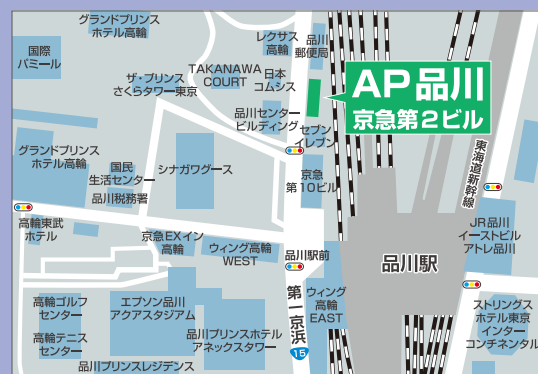 グランドプリンス
ホテル高輪
レクサス
高輪
品川
郵便局
国際
パミール
TAKANAWA
COURT
日本
コムシス
ザ・プリンス
さくらタワー東京
AP品川
京急第2ビル
品川センター
ビルディング
セブン
イレブン
東海道新幹線
グランドプリンス
ホテル高輪
国民
生活センター
シナガワグース
京急
第10ビル
品川税務署
高輪東武
ホテル
京急EXイン
高輪
ウィング高輪
WEST
品川駅前
品川駅
JR品川
イーストビル
アトレ品川
高輪ゴルフ
センター
エプソン品川
アクアスタジアム
第一京浜
15
ウィング
高輪
EAST
ストリングス
ホテル東京
インター
コンチネンタル
高輪テニス
センター
品川プリンスホテル
アネックスタワー
品川プリンスレジデンス